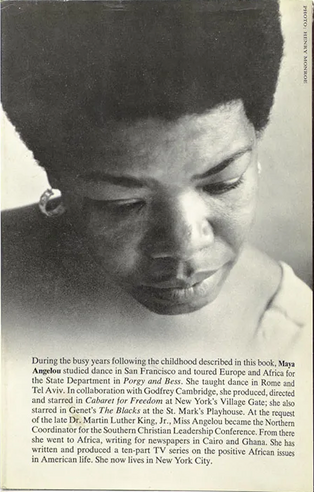 PHOTO: HENRY MONROE
During the busy years following the childhood described in this book, Maya
Angelou studied dance in San Francisco and toured Europe and Africa for
the State Department in Porgy and Bess. She taught dance in Rome and
Tel Aviv. In collaboration with Godfrey Cambridge, she produced, directed
and starred in Cabaret for Freedom at New York's Village Gate; she also
starred in Genet's The Blacks at the St. Mark's Playhouse. At the request
of the late Dr. Martin Luther King, Jr., Miss Angelou became the Northern
Coordinator for the Southern Christian Leadership Conference. From there
she went to Africa, writing for newspapers in Cairo and Ghana. She has
written and produced a ten-part TV series on the positive African issues
in American life. She now lives in New York City.